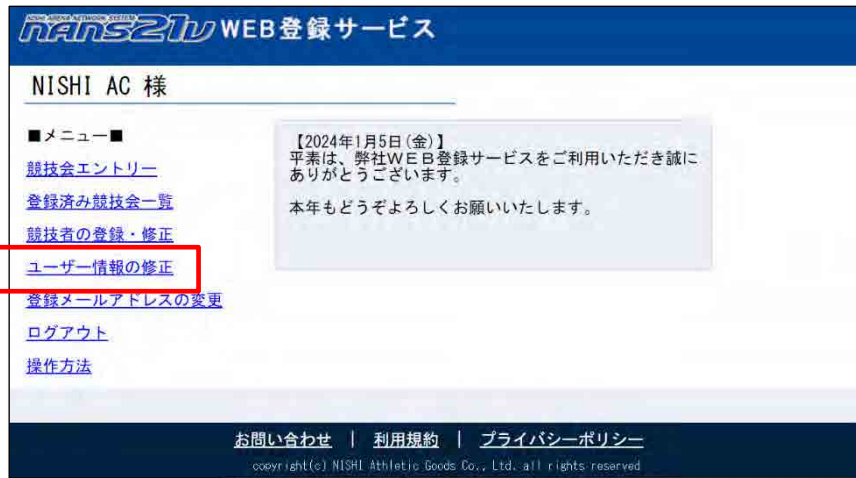 NISHI ARENA NETWORK SYSTEM
nans21V WEB登録サービス
NISHI AC 様
■メニュー■
競技会エントリー
登録済み競技会一覧
競技者の登録・修正
ユーザー情報の修正
登録メールアドレスの変更
ログアウト
操作方法
【2024年1月5日(金)】
平素は、弊社ＷＥＢ登録サービスをご利用いただき誠に
ありがとうございます。
本年もどうぞよろしくお願いいたします。
お問い合わせ | 利用規約 | プライバシーポリシー
copyright(c) NISHI Athletic Goods Co., Ltd. all rights reserved